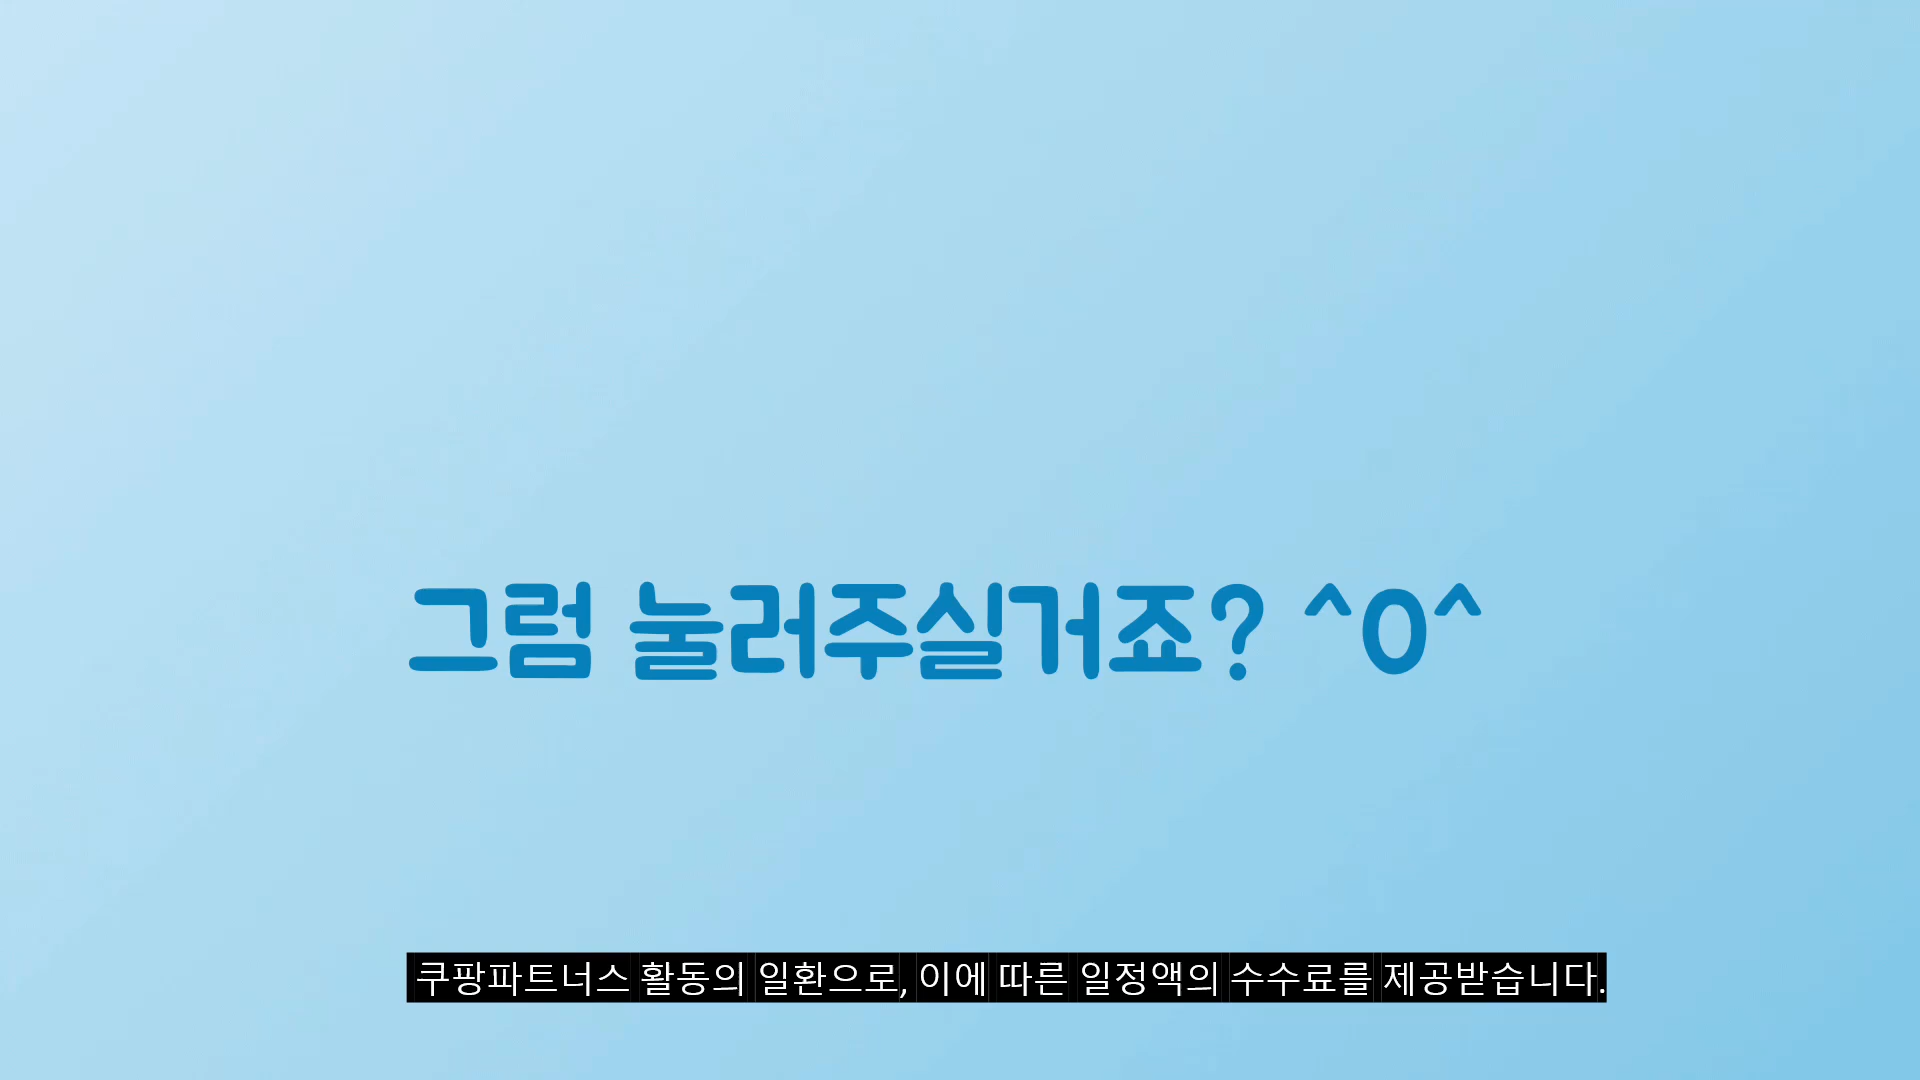 그럼 눌러주실거죠? ^0^
쿠팡파트너스 활동의 일환으로, 이에 따른 일정액의 수수료를 제공받습니다.